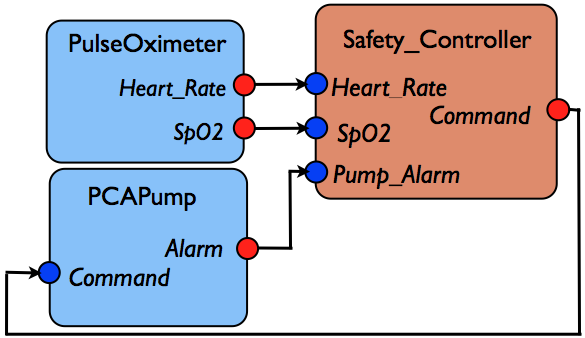 PulseOximeter
Heart_Rate
SpO2
Safety_Controller
Heart_Rate
Command
SpO2
Pump_Alarm
PCAPump
Alarm
Command